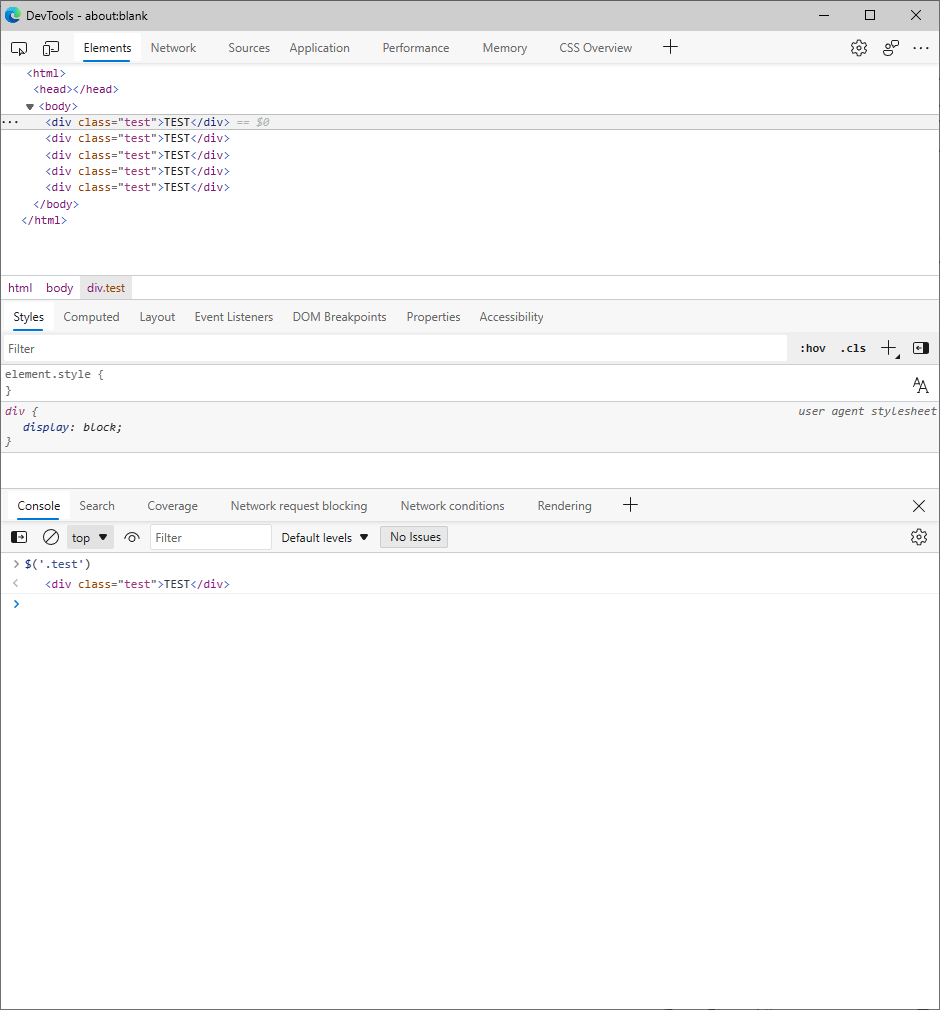 DevTools - about:blank
Elements Network Sources Application Performance Memory CSS Overview
<html>
<head></head>
<body>
<div class="test">TEST</div> == $0
<div class="test">TEST</div>
<div class="test">TEST</div>
<div class="test">TEST</div>
<div class="test">TEST</div>
</body>
</html>
html body div.test
Styles Computed Layout Event Listeners DOM Breakpoints Properties Accessibility
Filter :hov .cls
element.style {
}
div { user agent stylesheet
display: block;
}
Console Search Coverage Network request blocking Network conditions Rendering
top Filter Default levels No Issues
> $('.test')
< <div class="test">TEST</div>
>